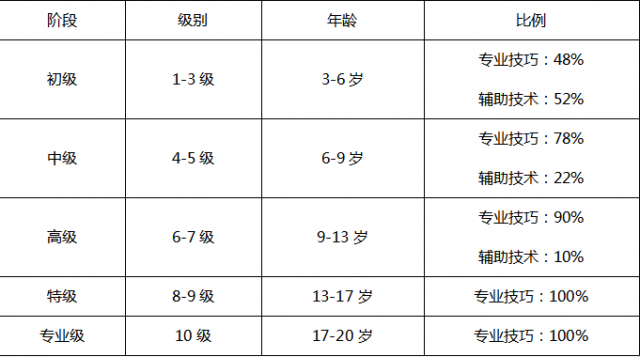 阶段 级别 年龄 比例
初级 1-3 级 3-6 岁 专业技巧：48%
辅助技术：52%
中级 4-5 级 6-9 岁 专业技巧：78%
辅助技术：22%
高级 6-7 级 9-13 岁 专业技巧：90%
辅助技术：10%
特级 8-9 级 13-17 岁 专业技巧：100%
专业级 10 级 17-20 岁 专业技巧：100%